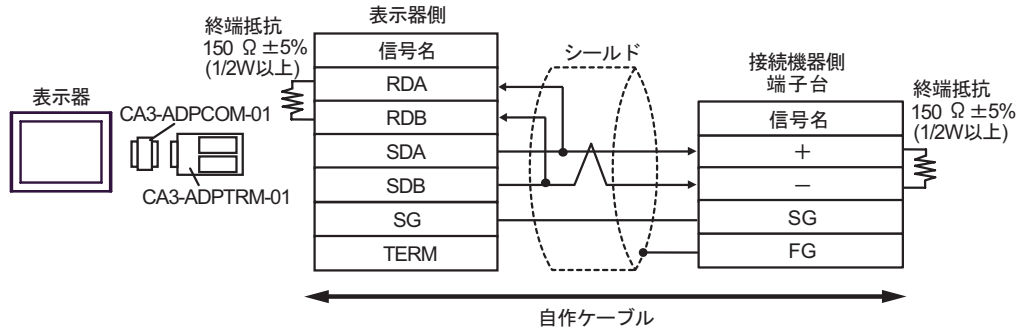 表示器
CA3-ADPCOM-01
CA3-ADPTRM-01
終端抵抗
150 Ω ±5%
(1/2W以上)
表示器側
信号名
RDA
RDB
SDA
SDB
SG
TERM
シールド
接続機器側
端子台
信号名
+
−
SG
FG
終端抵抗
150 Ω ±5%
(1/2W以上)
自作ケーブル